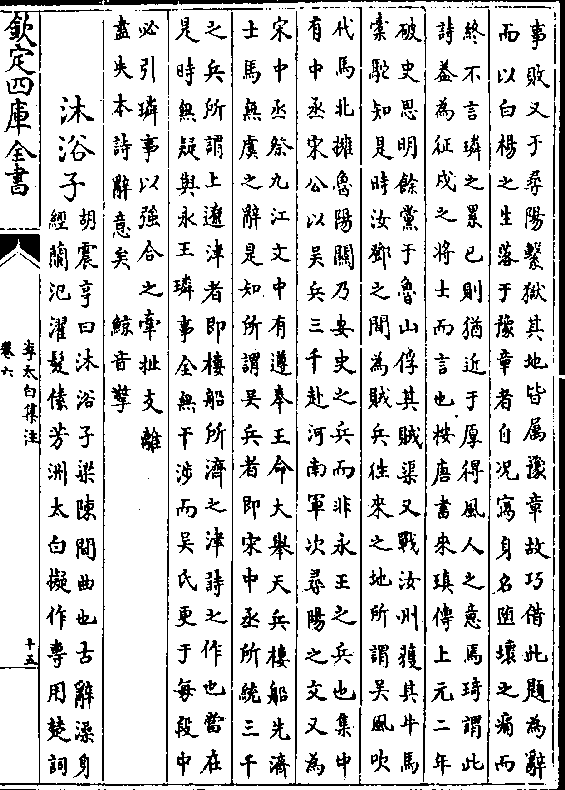 事敗又于尋陽繫獄其地皆屬豫章故巧借此題為辭
而以白楊之生落于豫章者自况寫身名墮壞之痛而
終不言璘之累已則猶近于厚得風人之意馬琦謂此
詩葢為征戍之將士而言也按唐書來瑱傳上元二年
破史思明餘黨于魯山俘其賊渠又戰汝州獲其牛馬
橐駝知是時汝鄧之間為賊兵往來之地所謂吴風吹
代馬北擁魯陽關乃安史之兵而非永王之兵也集中
有中丞宋公以吴兵三千赴河南軍次尋陽之文又為
宋中丞祭九江文中有遵奉王命大舉天兵樓船先濟
士馬無虞之辭是知所謂吴兵者即宋中丞所統三千
之兵所謂上遼津者即樓船所濟之津詩之作也當在
是時無疑與永王璘事全無干涉而吴氏更于每段中
必引璘事以強合之牽扯支離
盡失本詩辭意矣 鯨音擎
沐浴子
胡震亨曰沐浴子梁陳間曲也古辭澡身
經蘭汜濯髮傃芳洲太白擬作専用楚詞
欽定四庫全書
李太白集注
卷六
十五